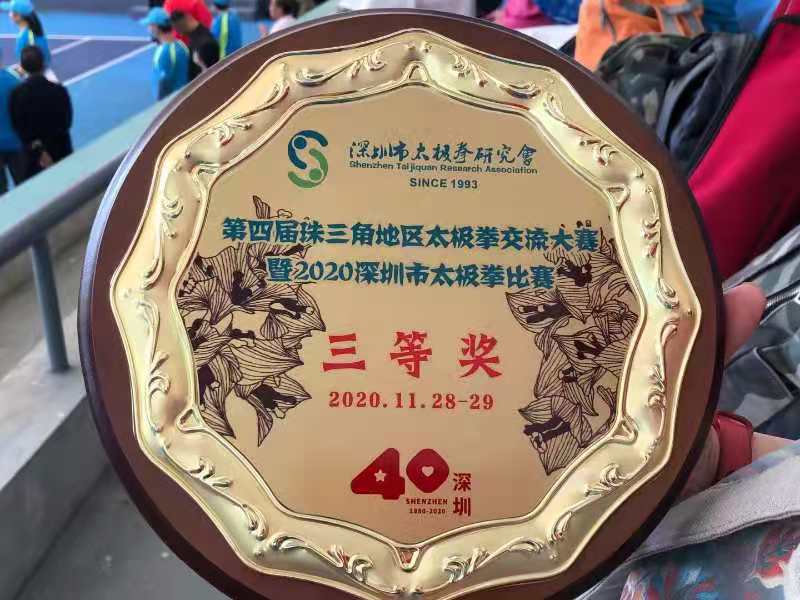 深圳市太极拳研究會
Shenzhen Taijiquan Research Association
SINCE 1993
第四届珠三角地区太极拳交流大赛
暨2020深圳市太极拳比赛
三等奖
2020.11.28-29
40 深圳
SHENZHEN
1980-2020